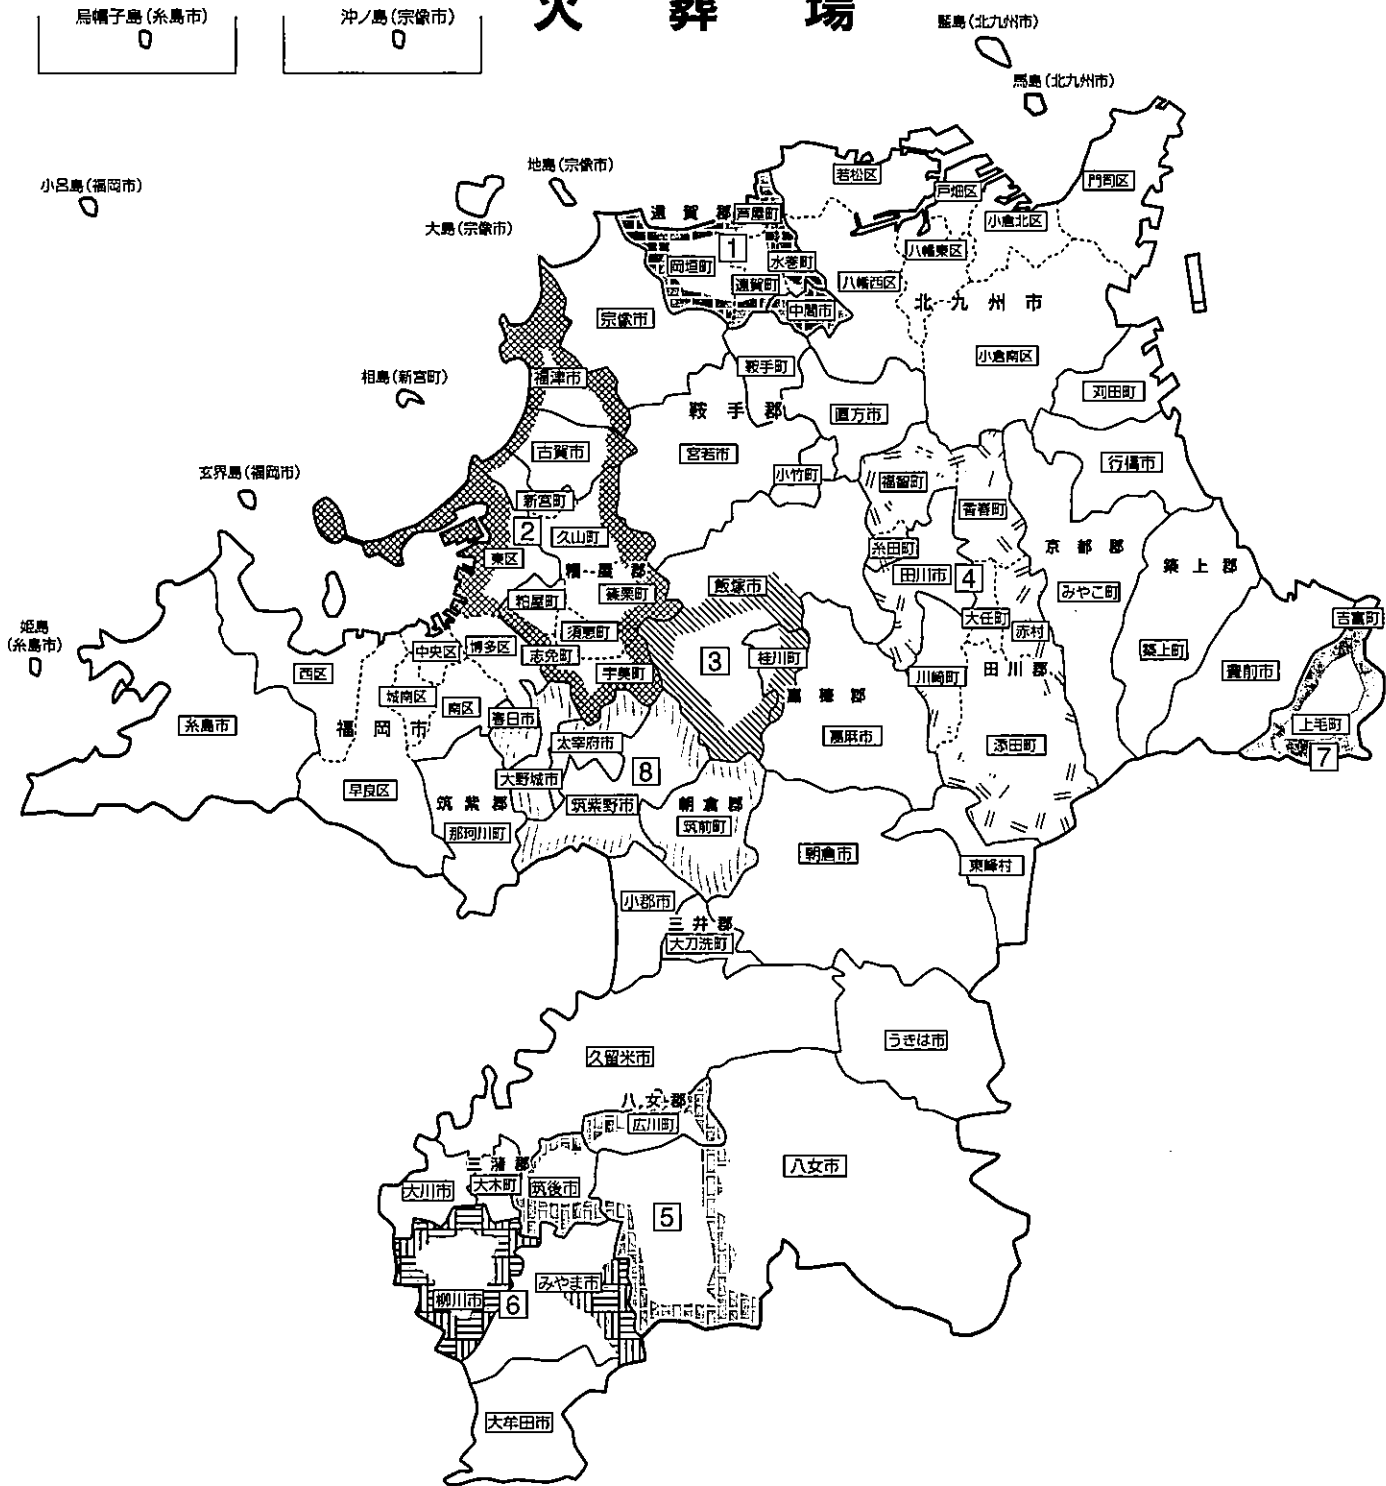 火葬場
烏帽子島(糸島市)
沖ノ島(宗像市)
藍島(北九州市)
馬島(北九州市)
小呂島(福岡市)
大島(宗像市)
地島(宗像市)
相島(新宮町)
玄界島(福岡市)
姫島
(糸島市)
若松区
戸畑区
門司区
小倉北区
八幡東区
八幡西区
北九州市
小倉南区
遠賀郡
芦屋町
1
岡垣町
水巻町
遠賀町
中間市
宗像市
鞍手町
鞍手郡
直方市
宮若市
小竹町
苅田町
行橋市
福津市
古賀市
新宮町
2
久山町
東区
糟屋郡
粕屋町
篠栗町
須恵町
志免町
宇美町
飯塚市
3
桂川町
嘉穂郡
嘉麻市
福智町
香春町
糸田町
田川市
4
大任町
赤村
川崎町
田川郡
添田町
京都郡
みやこ町
築上郡
築上町
豊前市
吉富町
上毛町
7
西区
中央区
博多区
城南区
南区
福岡市
早良区
糸島市
春日市
太宰府市
大野城市
8
筑紫郡
那珂川町
筑紫野市
朝倉郡
筑前町
朝倉市
東峰村
小郡市
三井郡
大刀洗町
うきは市
久留米市
八女郡
広川町
八女市
三潴郡
大川市
大木町
筑後市
5
みやま市
柳川市
6
大牟田市